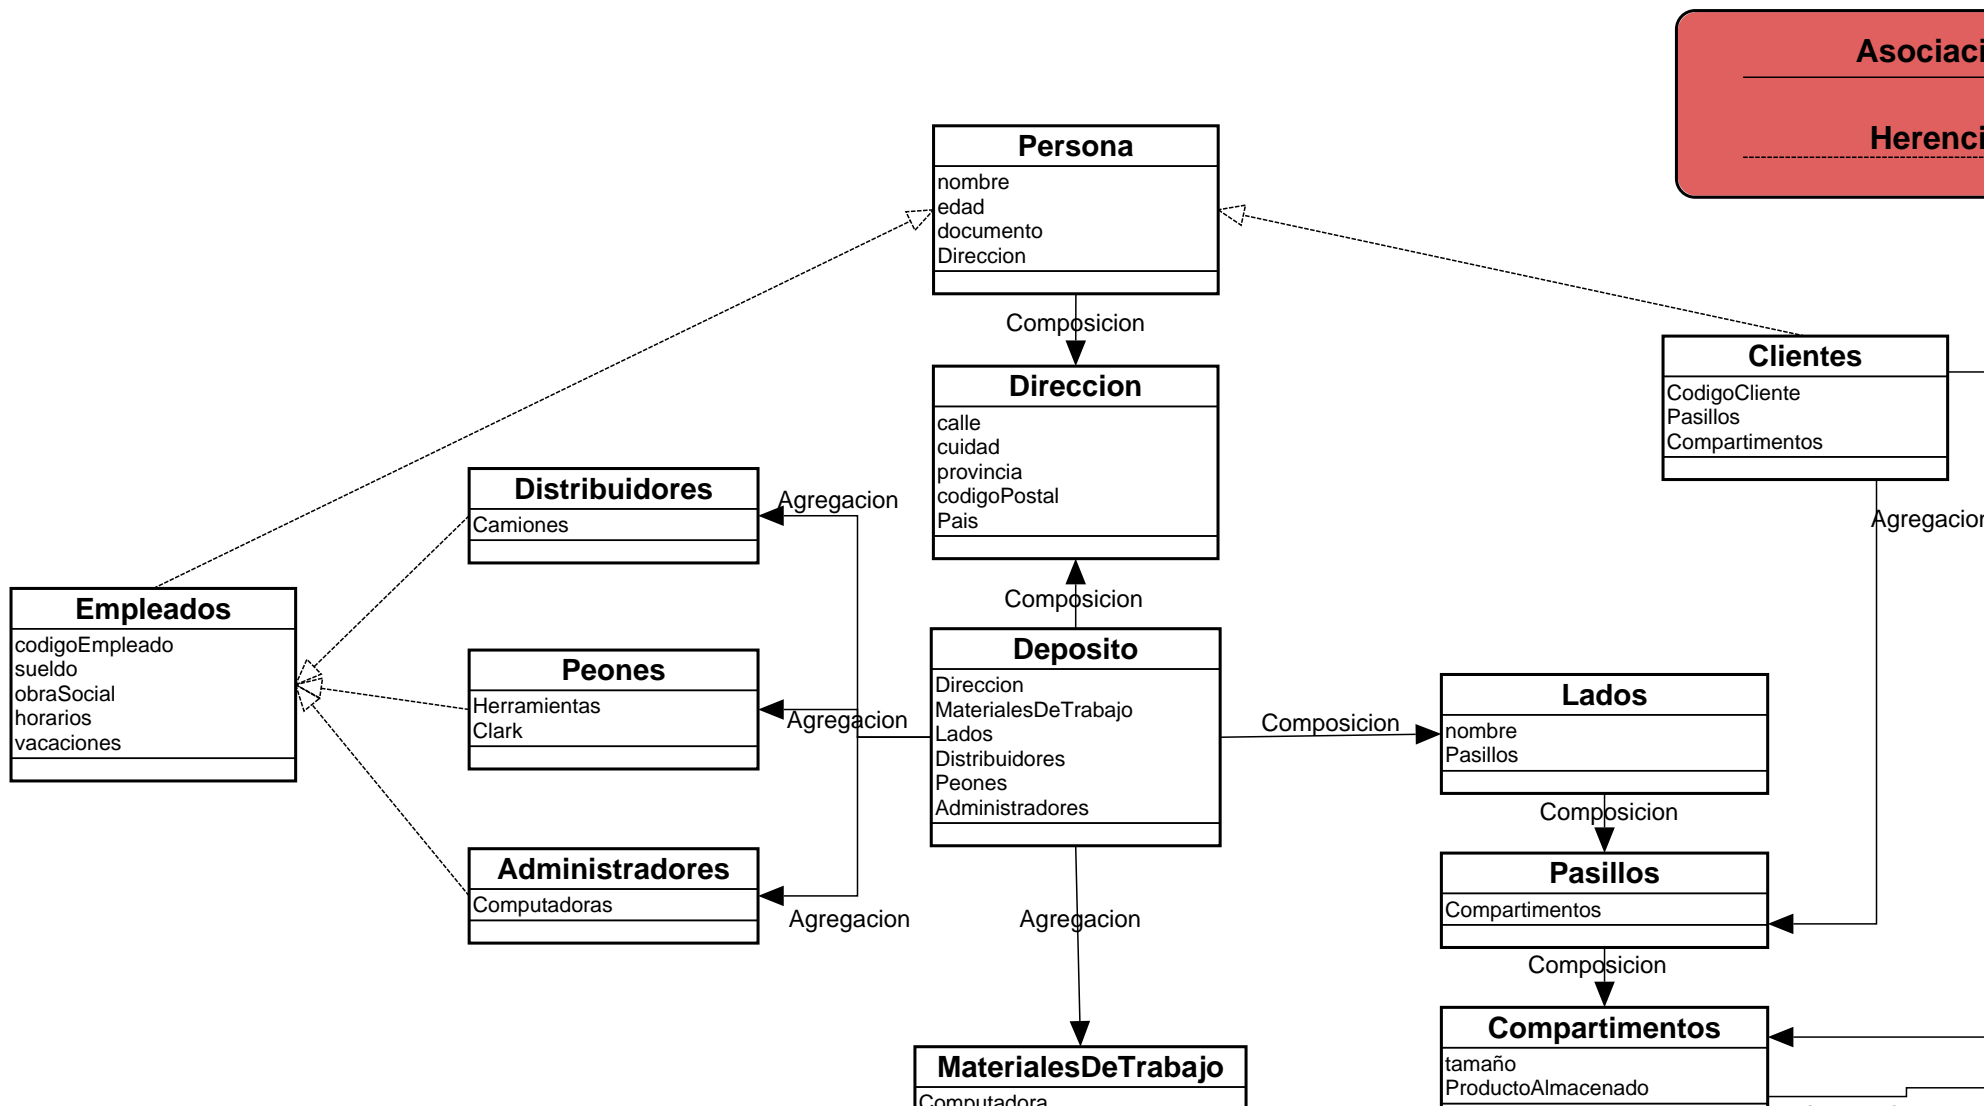 Asociaci
Herenci
Persona
nombre
edad
documento
Direccion
Composicion
Direccion
calle
cuidad
provincia
codigoPostal
Pais
Clientes
CodigoCliente
Pasillos
Compartimentos
Agregacion
Distribuidores
Camiones
Agregacion
Empleados
codigoEmpleado
sueldo
obraSocial
horarios
vacaciones
Peones
Herramientas
Clark
Agregacion
Composicion
Deposito
Direccion
MaterialesDeTrabajo
Lados
Distribuidores
Peones
Administradores
Composicion
Lados
nombre
Pasillos
Composicion
Administradores
Computadoras
Agregacion
Agregacion
Pasillos
Compartimentos
Composicion
MaterialesDeTrabajo
Computadora
Compartimentos
tamaño
ProductoAlmacenado